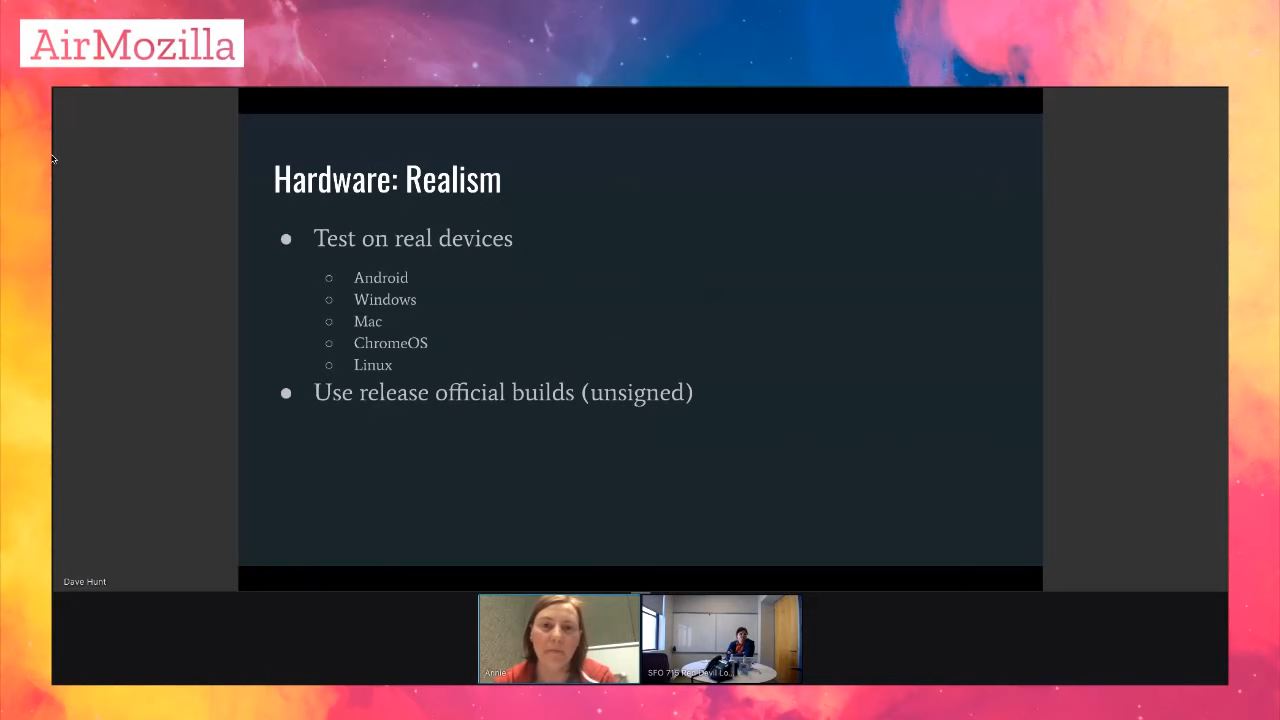 AirMozilla
Hardware: Realism
● Test on real devices
○ Android
○ Windows
○ Mac
○ ChromeOS
○ Linux
● Use release official builds (unsigned)
Dave Hunt
Annie
SFO 715 Red Devil Lo...